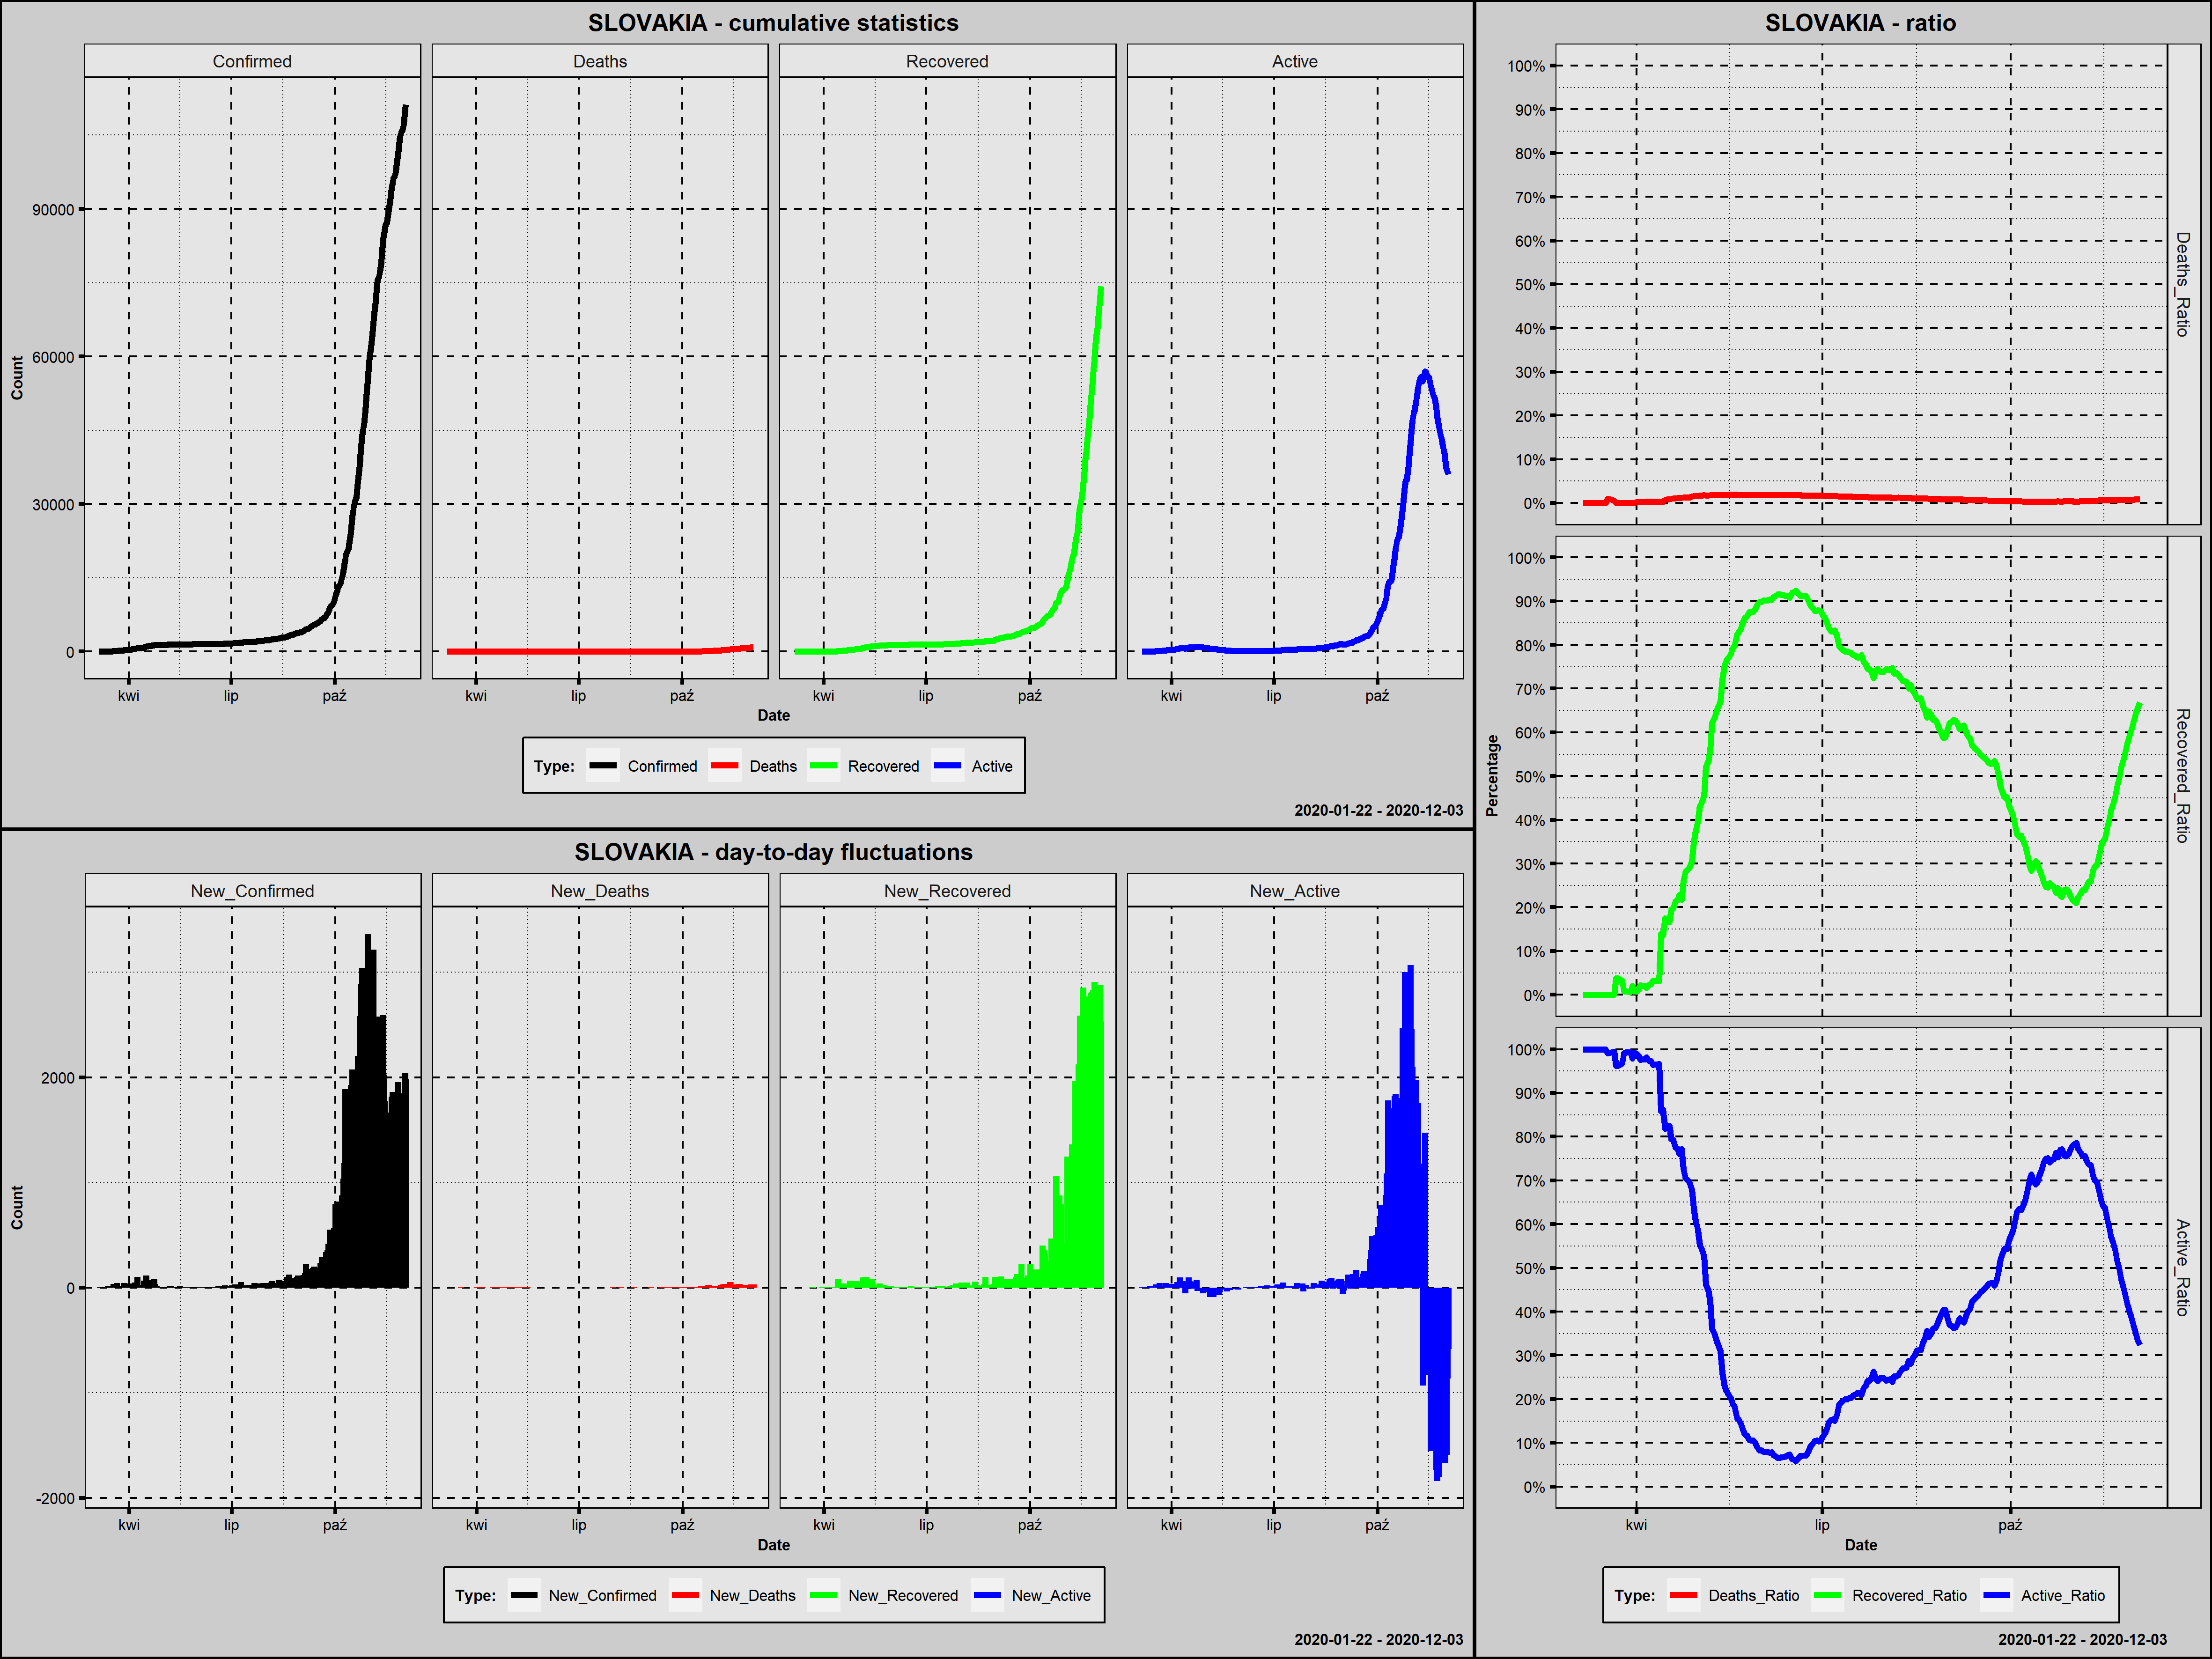 SLOVAKIA - cumulative statistics
Confirmed Deaths Recovered Active
Count
90000
60000
30000
0
kwi lip paź kwi lip paź kwi lip paź kwi lip paź
Date
Type: Confirmed Deaths Recovered Active
2020-01-22 - 2020-12-03
SLOVAKIA - day-to-day fluctuations
New_Confirmed New_Deaths New_Recovered New_Active
Count
2000
0
-2000
kwi lip paź kwi lip paź kwi lip paź kwi lip paź
Date
Type: New_Confirmed New_Deaths New_Recovered New_Active
2020-01-22 - 2020-12-03
SLOVAKIA - ratio
Percentage
100%
90%
80%
70%
60%
50%
40%
30%
20%
10%
0%
Deaths_Ratio
100%
90%
80%
70%
60%
50%
40%
30%
20%
10%
0%
Recovered_Ratio
100%
90%
80%
70%
60%
50%
40%
30%
20%
10%
0%
Active_Ratio
kwi lip paź
Date
Type: Deaths_Ratio Recovered_Ratio Active_Ratio
2020-01-22 - 2020-12-03